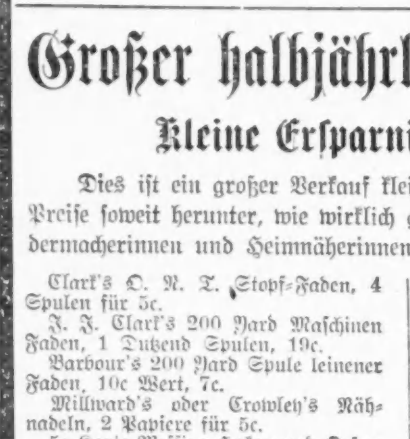 Großer halbjährl
Kleine Ersparni
Dies ist ein großer Verkauf klei
Preise soweit herunter, wie wirklich
dermacherinnen und Heimnäherinnen
Clark's O. N. T. Stopf-Faden, 4
Spulen für 5c.
J. J. Clark's 200 Yard Maschinen
Faden, 1 Dutzend Spulen, 19c.
Barbour's 200 Yard Spule leinener
Faden, 10c Wert, 7c.
Millward's oder Crowley's Näh-
nadeln, 2 Papiere für 5c.